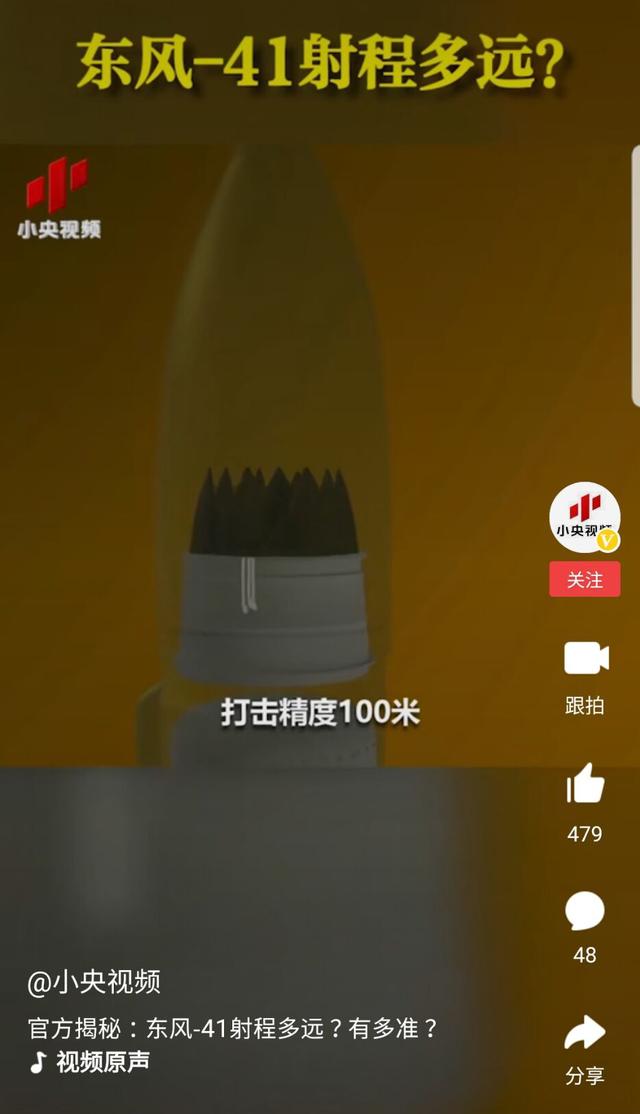 东风-41射程多远?
小央视频
小央视频
关注
打击精度100米
跟拍
479
48
@小央视频
官方揭秘：东风-41射程多远？有多准？
视频原声
分享